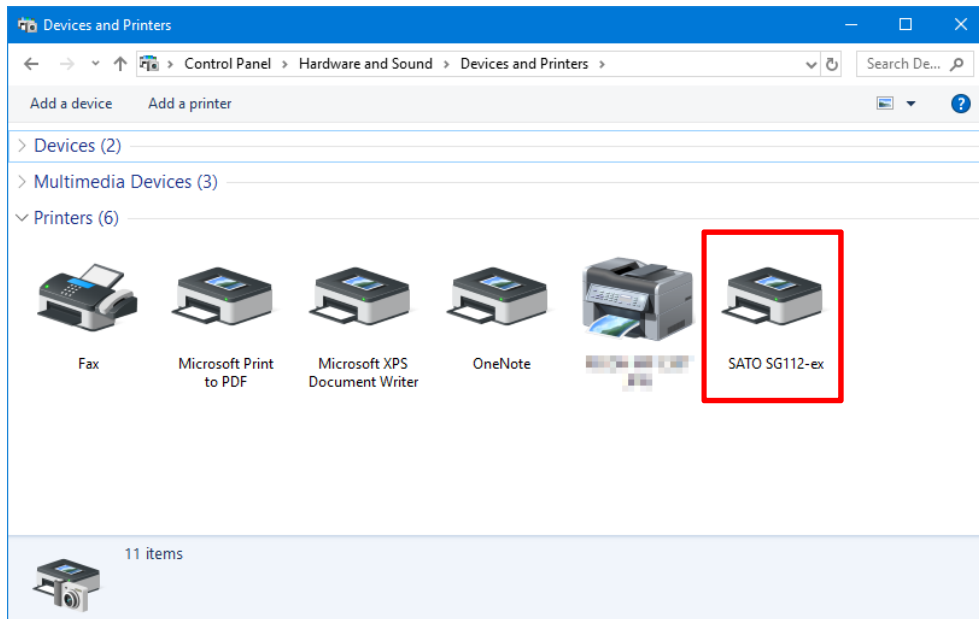 Devices and Printers
Control Panel > Hardware and Sound > Devices and Printers >
Search De...
Add a device
Add a printer
?
Devices (2)
Multimedia Devices (3)
Printers (6)
Fax
Microsoft Print
to PDF
Microsoft XPS
Document Writer
OneNote
SATO SG112-ex
11 items